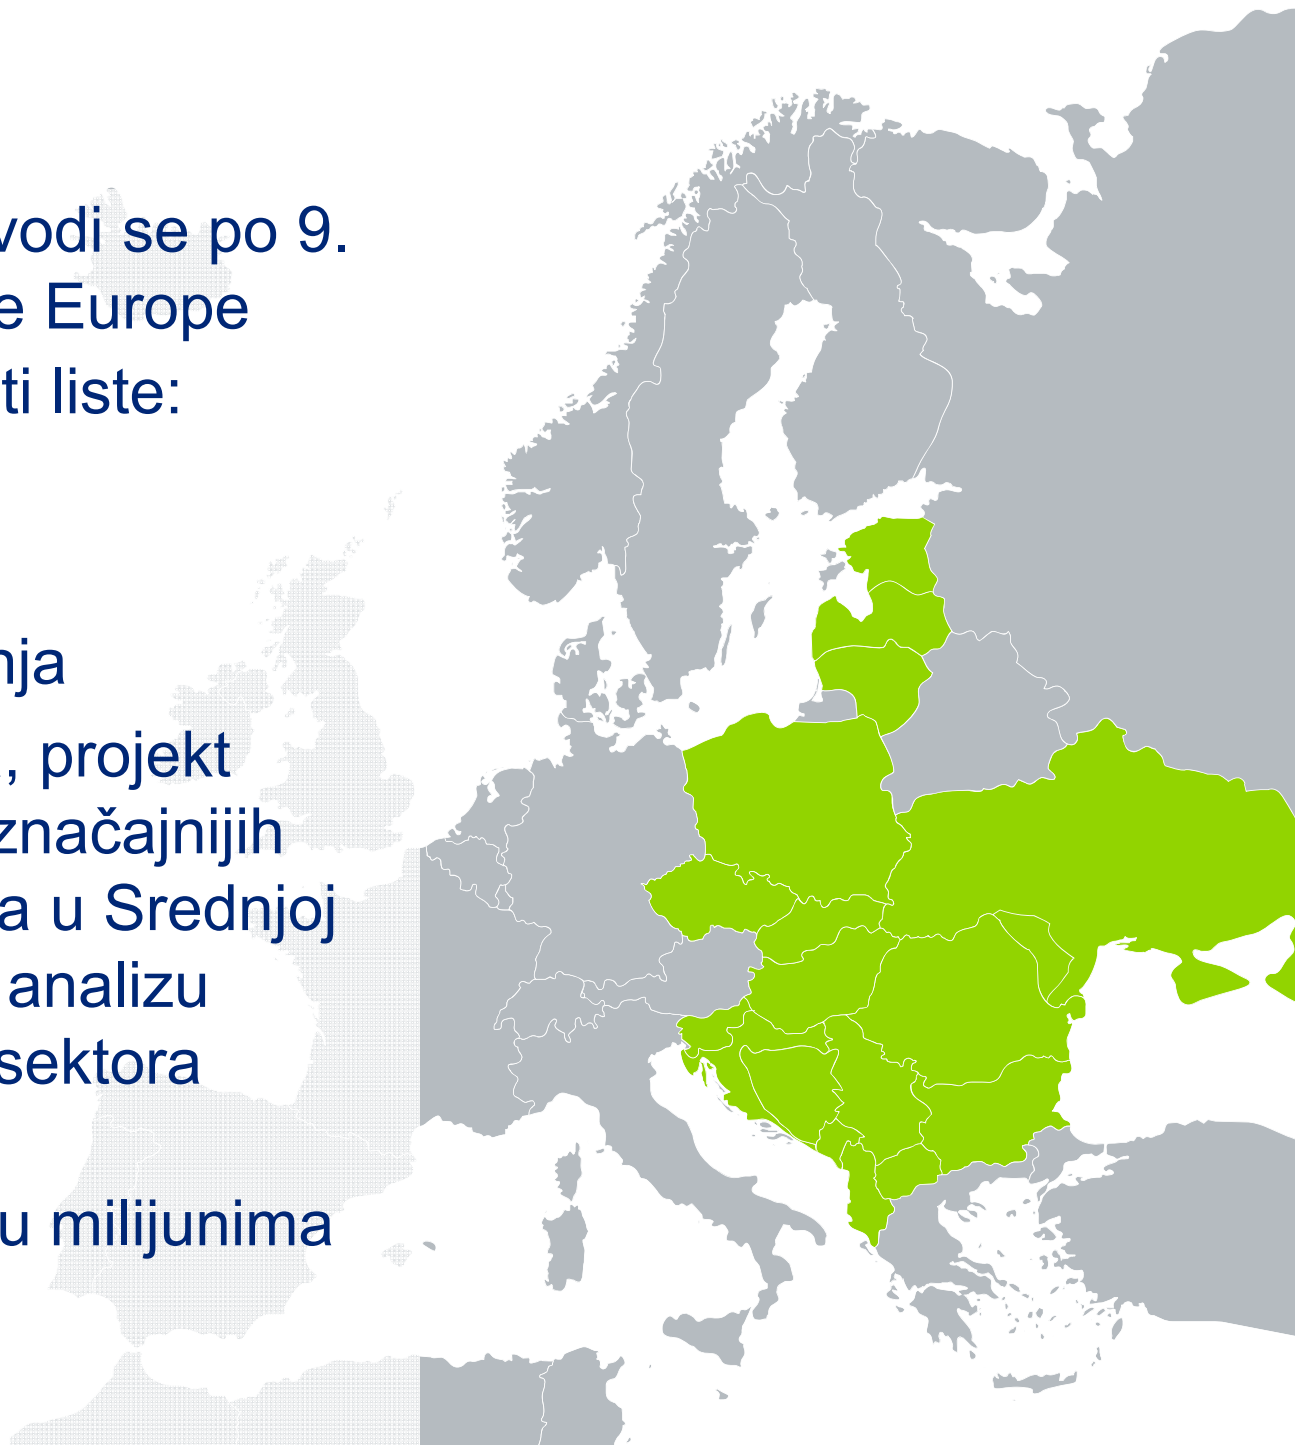 vodi se po 9.
e Europe
ti liste:
nja
, projekt
značajnijih
a u Srednjoj
analizu
sektora
u milijunima